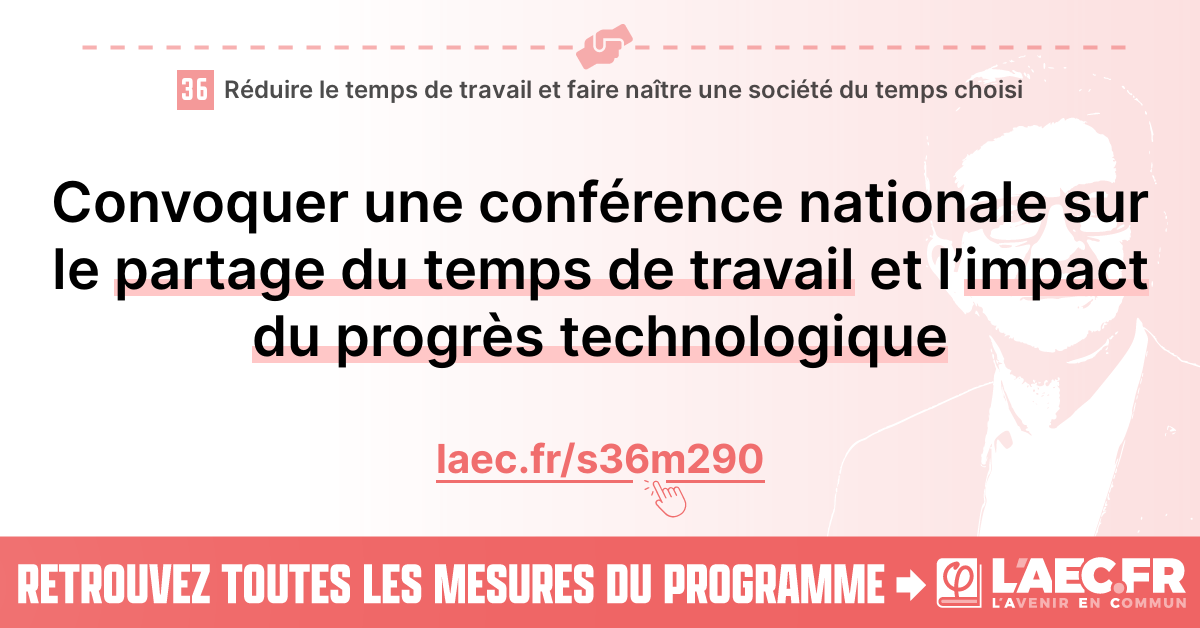 36 Réduire le temps de travail et faire naître une société du temps choisi
Convoquer une conférence nationale sur
le partage du temps de travail et l’impact
du progrès technologique
laec.fr/s36m290
RETROUVEZ TOUTES LES MESURES DU PROGRAMME φ L'AEC.FR
L'AVENIR EN COMMUN